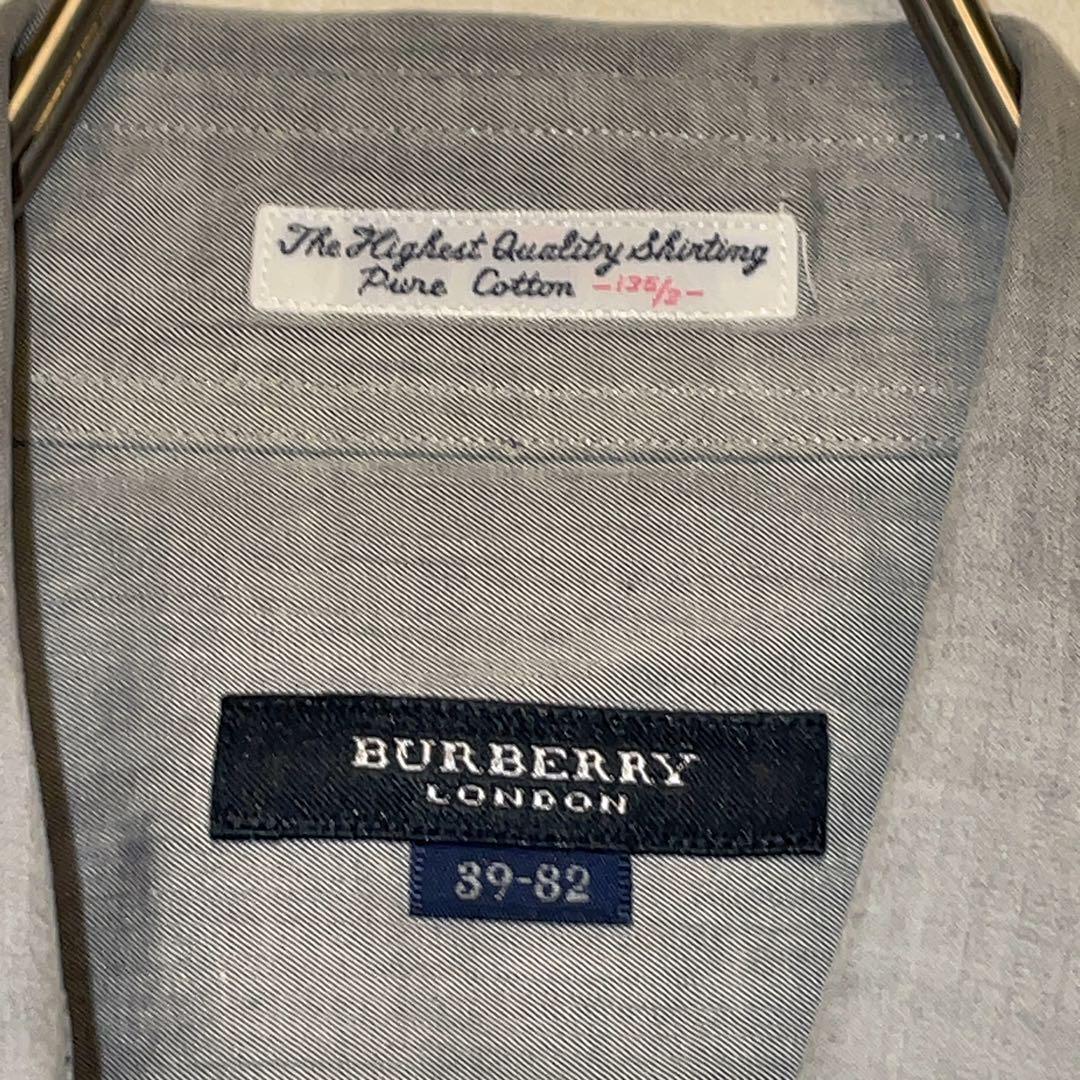 The Highest Quality Shirting
Pure Cotton -135/2-
BURBERRY
LONDON
39-82